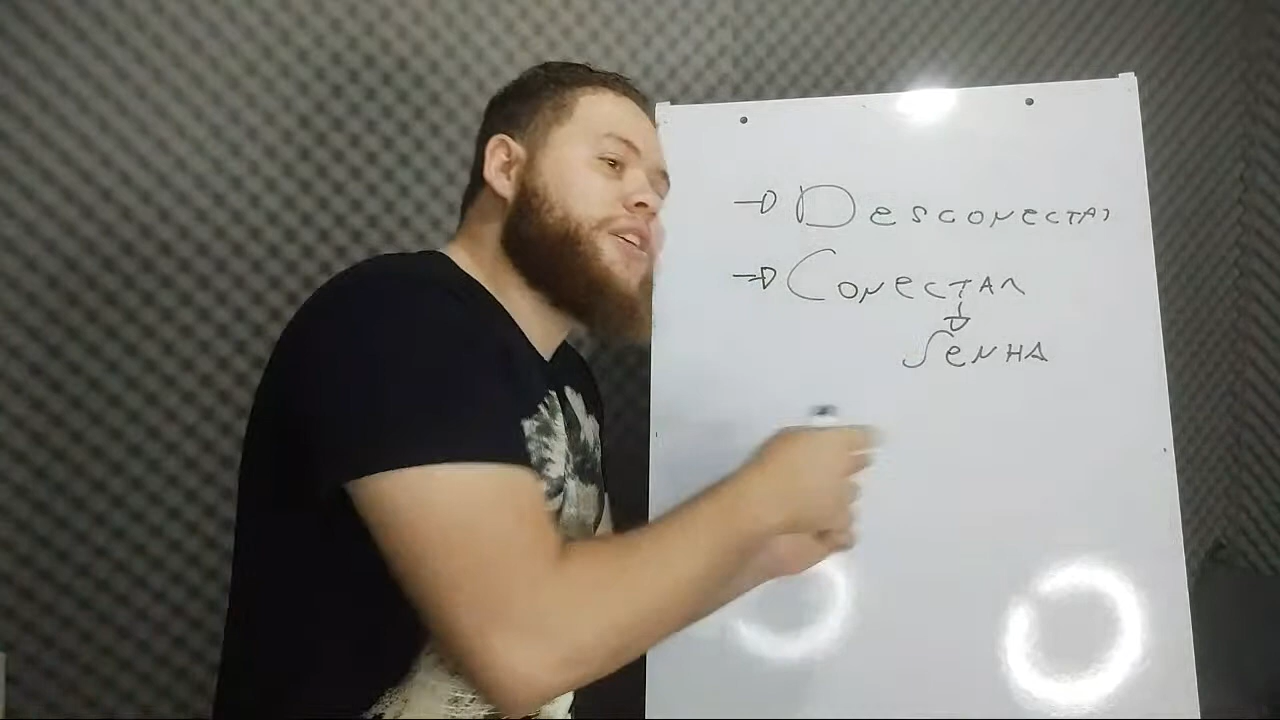 → Desconectar
→ Conectar
↓
Senha